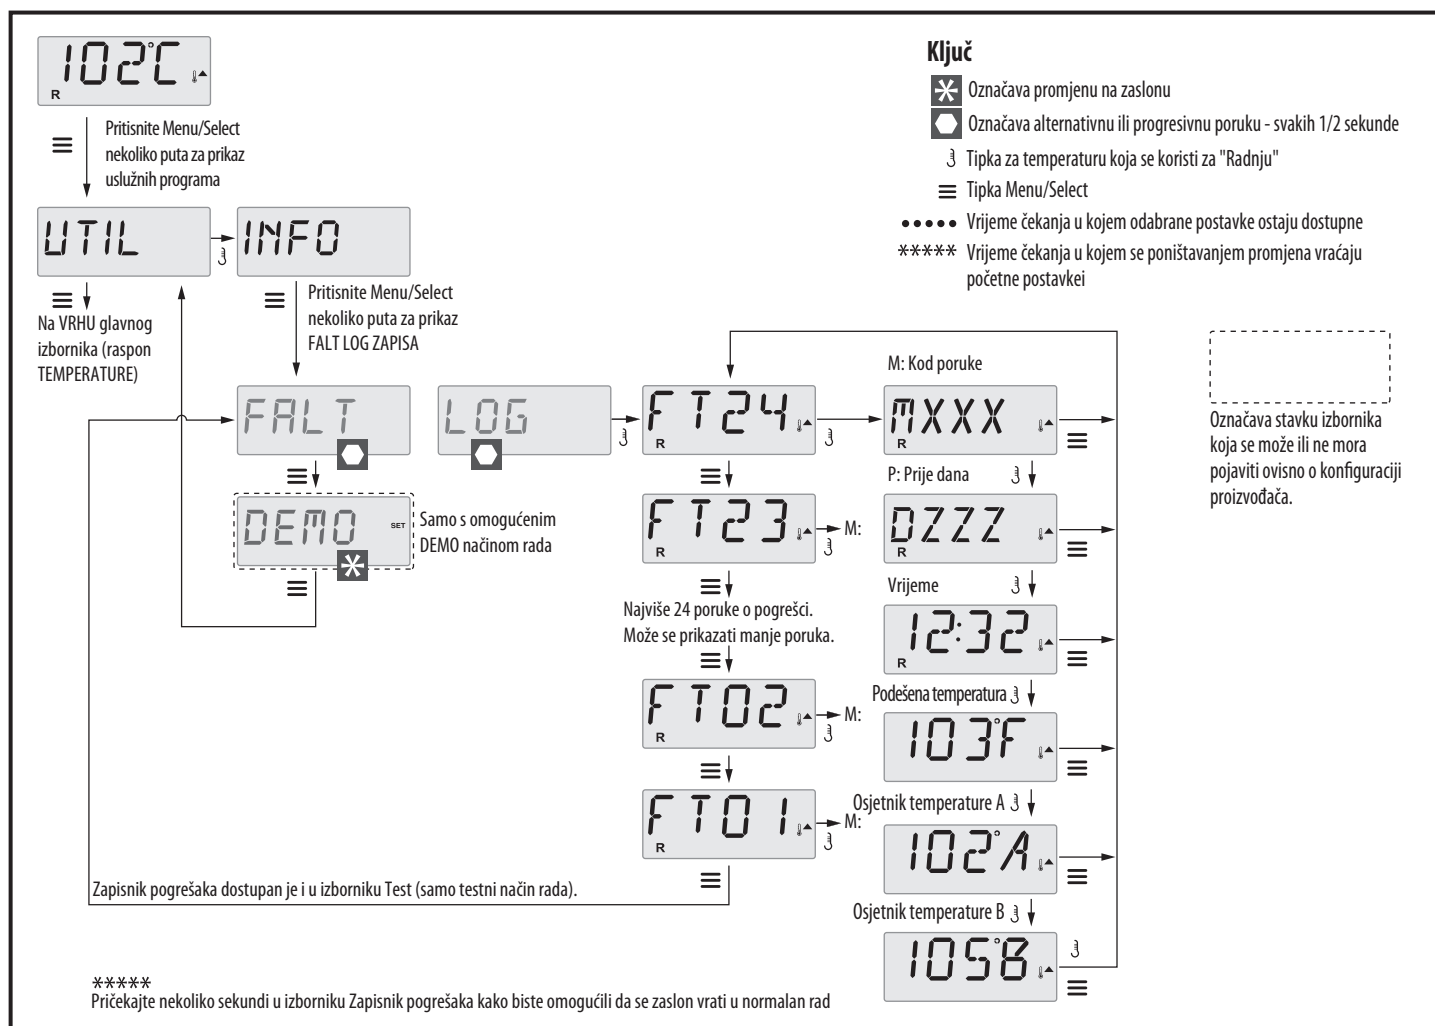 102°C
R
Pritisnite Menu/Select
nekoliko puta za prikaz
uslužnih programa
Ključ
Označava promjenu na zaslonu
Označava alternativnu ili progresivnu poruku - svakih 1/2 sekunde
Tipka za temperaturu koja se koristi za "Radnju"
Tipka Menu/Select
••••• Vrijeme čekanja u kojem odabrane postavke ostaju dostupne
***** Vrijeme čekanja u kojem se poništavanjem promjena vraćaju
početne postavkei
UTIL
INFO
Na VRHU glavnog
izbornika (raspon
TEMPERATURE)
Pritisnite Menu/Select
nekoliko puta za prikaz
FALT LOG ZAPISA
FALT
LOG
FT24
R
M: Kod poruke
MXXX
R
Označava stavku izbornika
koja se može ili ne mora
pojaviti ovisno o konfiguraciji
proizvođača.
DEMO
SET
Samo s omogućenim
DEMO načinom rada
FT23
R
M:
P: Prije dana
DZZZ
R
Najviše 24 poruke o pogrešci.
Može se prikazati manje poruka.
Vrijeme
12:32
R
FT02
R
M:
Podešena temperatura
103°F
FT01
R
M:
Osjetnik temperature A
102°A
Osjetnik temperature B
105°B
Zapisnik pogrešaka dostupan je i u izborniku Test (samo testni način rada).
*****
Pričekajte nekoliko sekundi u izborniku Zapisnik pogrešaka kako biste omogućili da se zaslon vrati u normalan rad